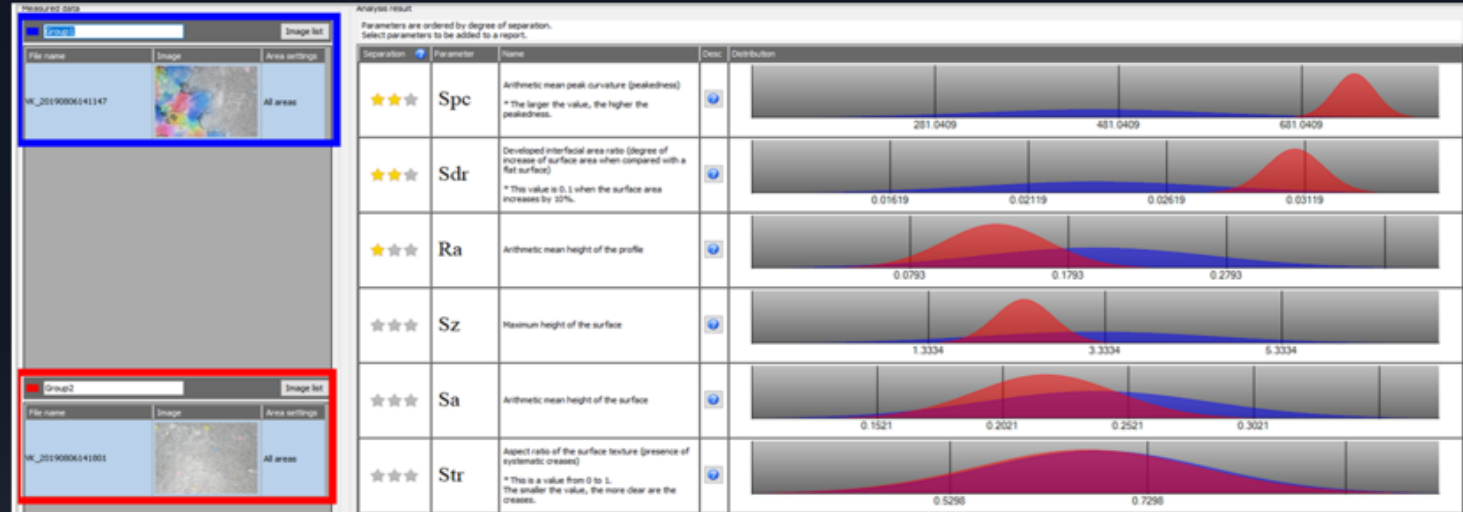 Measured data
Group1
Image list
File name Image Area settings
VK_20190806141147 All areas
Group2
Image list
File name Image Area settings
VK_20190806141801 All areas
Analysis result
Parameters are ordered by degree of separation.
Select parameters to be added to a report.
Separation Parameter Name Desc Distribution
Spc
Arithmetic mean peak curvature (peakedness)
* The larger the value, the higher the
peakedness.
281.0409 481.0409 681.0409
Sdr
Developed interfacial area ratio (degree of
increase of surface area when compared with a
flat surface)
* This value is 0.1 when the surface area
increases by 10%.
0.01619 0.02119 0.02619 0.03119
Ra
Arithmetic mean height of the profile
0.0793 0.1793 0.2793
Sz
Maximum height of the surface
1.3334 3.3334 5.3334
Sa
Arithmetic mean height of the surface
0.1521 0.2021 0.2521 0.3021
Str
Aspect ratio of the surface texture (presence of
systematic creases)
* This is a value from 0 to 1.
The smaller the value, the more clear are the
creases.
0.5298 0.7298